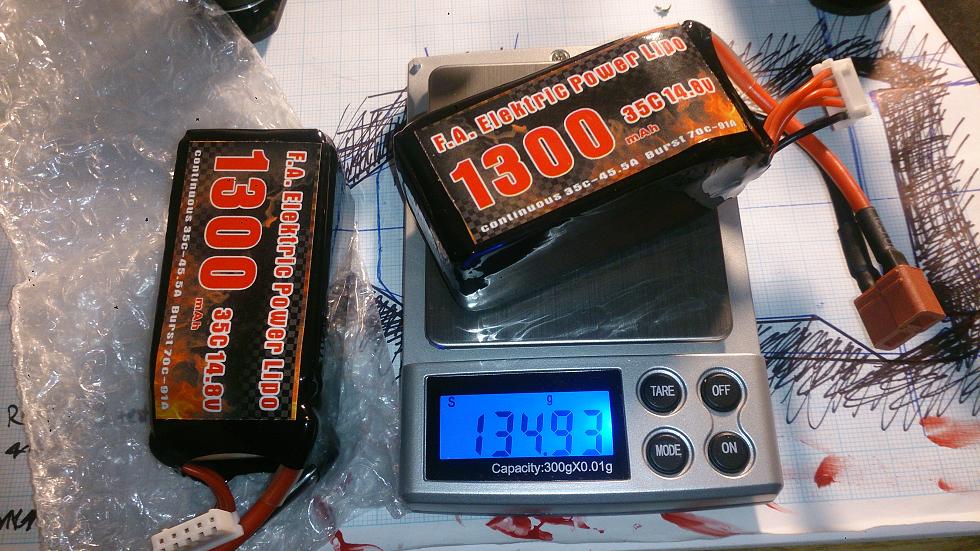 F.A. Elektric Power Lipo
1300 mAh 35C 14.8V
continuous 35C-45.5A Burst 70C-91A
F.A. Elektric Power Lipo
1300 mAh 35C 14.8V
continuous 35C-45.5A Burst 70C-91A
S g
134.93
Capacity:300gX0.01g
TARE
OFF
MODE
ON